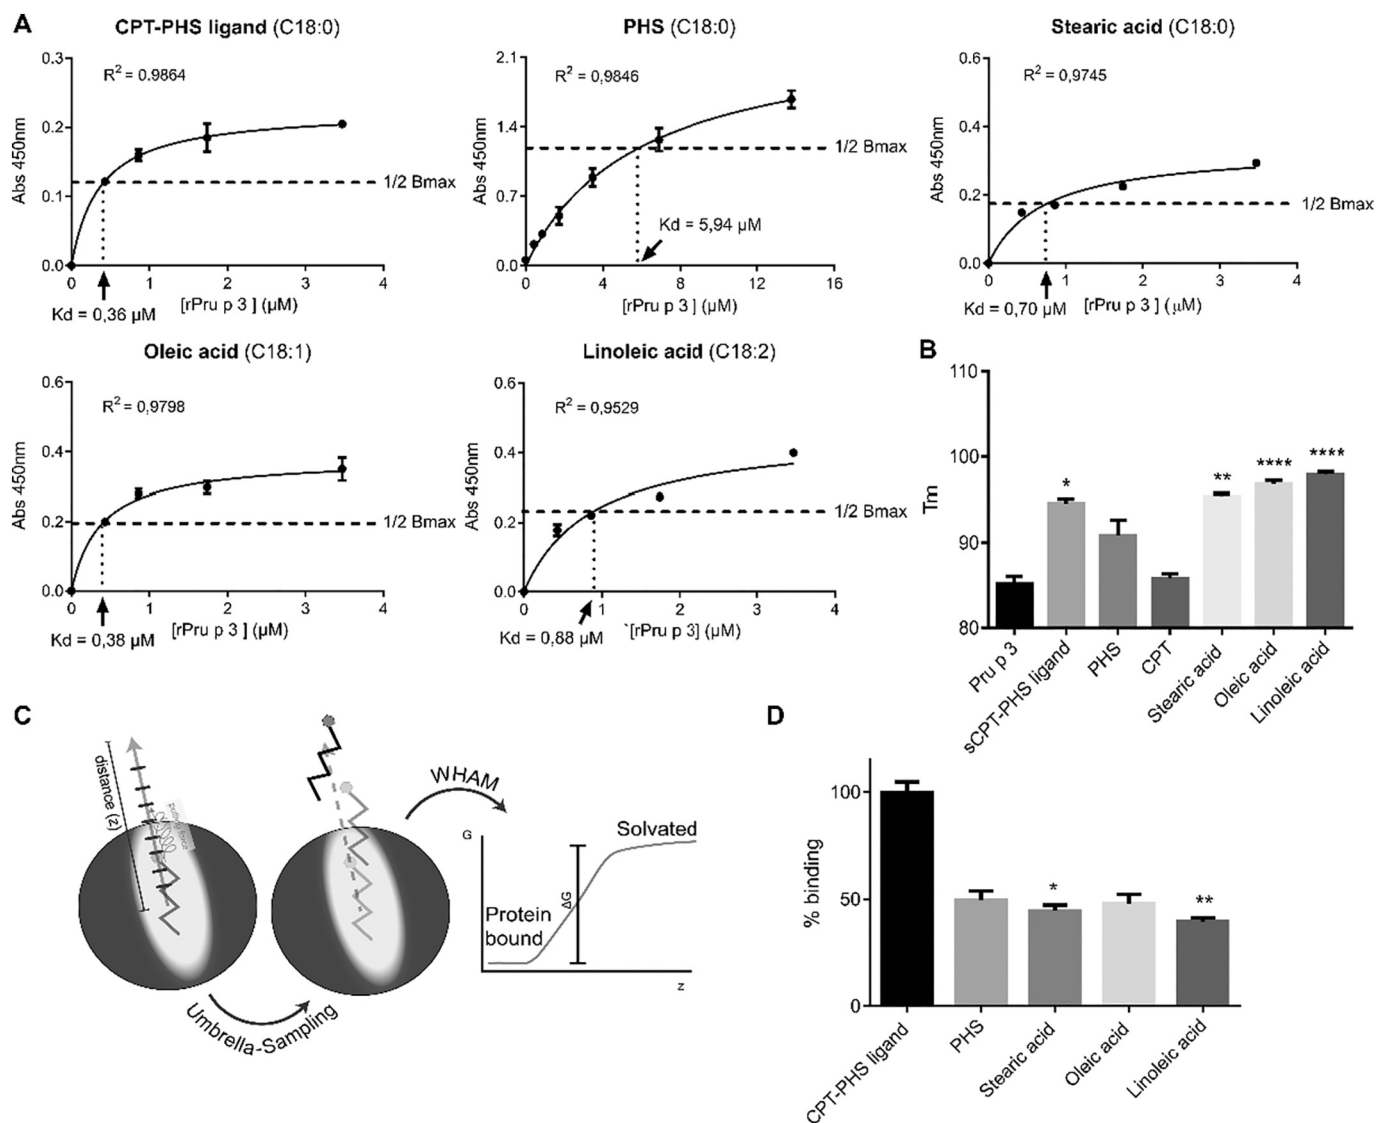 A
CPT-PHS ligand (C18:0)
R² = 0.9864
Abs 450nm
0.3
0.2
0.1
0.0
0 1 2 3 4
1/2 Bmax
[rPru p 3 ] (µM)
Kd = 0,36 µM
PHS (C18:0)
R² = 0,9846
Abs 450nm
2.1
1.4
0.7
0.0
0 4 8 12 16
1/2 Bmax
Kd = 5,94 µM
[rPru p 3 ] (µM)
Stearic acid (C18:0)
R² = 0,9745
Abs 450nm
0.6
0.4
0.2
0.0
0 1 2 3 4
1/2 Bmax
[rPru p 3 ] (µM)
Kd = 0,70 µM
Oleic acid (C18:1)
R² = 0,9798
Abs 450nm
0.6
0.4
0.2
0.0
0 1 2 3 4
1/2 Bmax
[rPru p 3 ] (µM)
Kd = 0,38 µM
Linoleic acid (C18:2)
R² = 0,9529
Abs 450nm
0.6
0.4
0.2
0.0
0 1 2 3 4
1/2 Bmax
`[rPru p 3] (µM)
Kd = 0,88 µM
B
Tm
110
100
90
80
*
**
****
****
Pru p 3
sCPT-PHS ligand
PHS
CPT
Stearic acid
Oleic acid
Linoleic acid
C
distance (z)
Umbrella-Sampling
WHAM
G
Solvated
ΔG
Protein
bound
z
D
% binding
100
50
0
*
**
CPT-PHS ligand
PHS
Stearic acid
Oleic acid
Linoleic acid